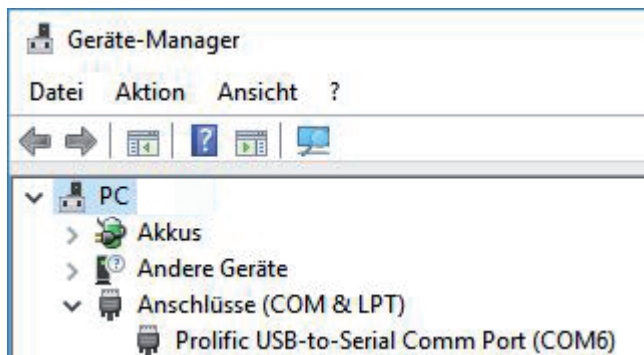 Geräte-Manager
Datei Aktion Ansicht ?
PC
Akkus
Andere Geräte
Anschlüsse (COM & LPT)
Prolific USB-to-Serial Comm Port (COM6)